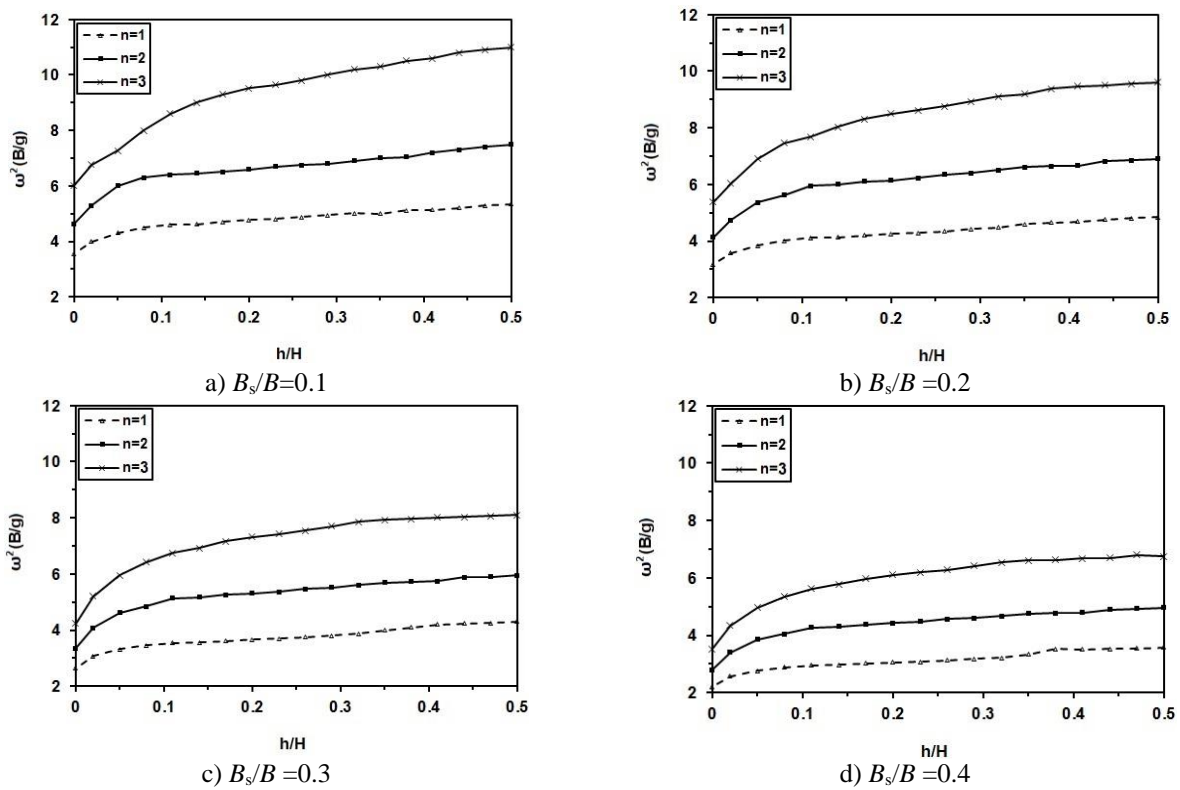 12
10
8
6
4
2
ω² (B/g)
n=1
n=2
n=3
0
0.1
0.2
0.3
0.4
0.5
h/H
a) Bs/B=0.1
12
10
8
6
4
2
ω² (B/g)
n=1
n=2
n=3
0
0.1
0.2
0.3
0.4
0.5
h/H
b) Bs/B =0.2
12
10
8
6
4
2
ω² (B/g)
n=1
n=2
n=3
0
0.1
0.2
0.3
0.4
0.5
h/H
c) Bs/B =0.3
12
10
8
6
4
2
ω² (B/g)
n=1
n=2
n=3
0
0.1
0.2
0.3
0.4
0.5
h/H
d) Bs/B =0.4